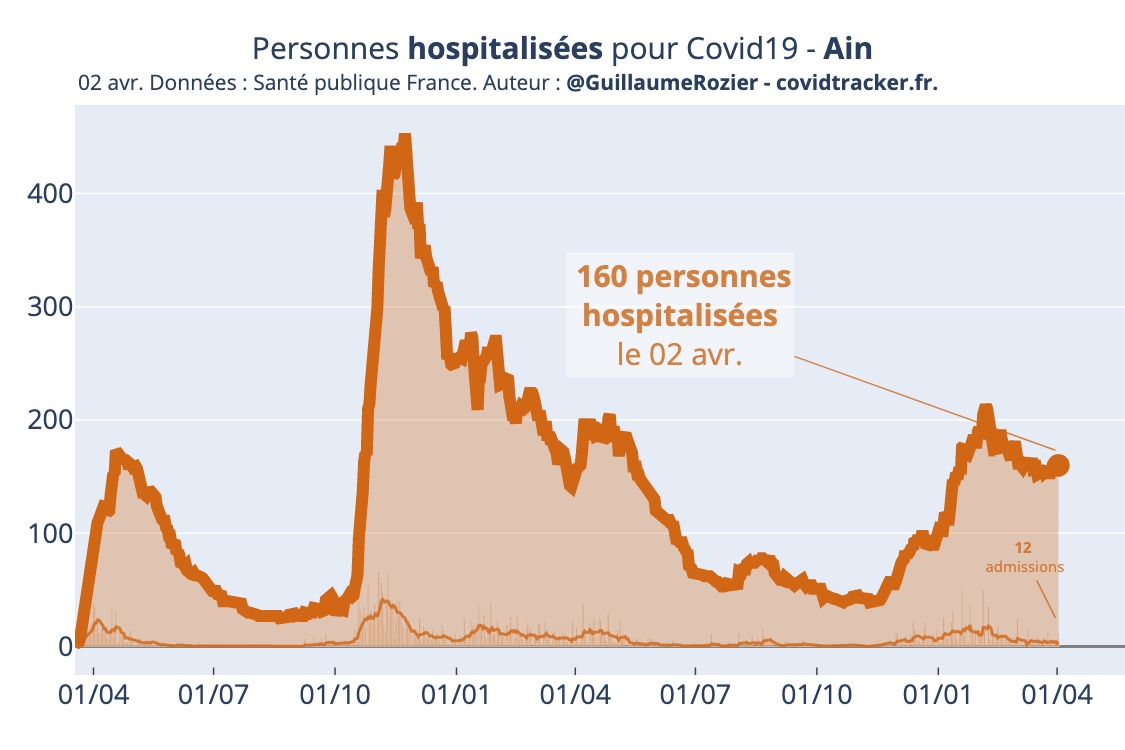 Personnes hospitalisées pour Covid19 - Ain
02 avr. Données : Santé publique France. Auteur : @GuillaumeRozier - covidtracker.fr.
400
300
200
100
0
160 personnes
hospitalisées
le 02 avr.
12
admissions
01/04
01/07
01/10
01/01
01/04
01/07
01/10
01/01
01/04